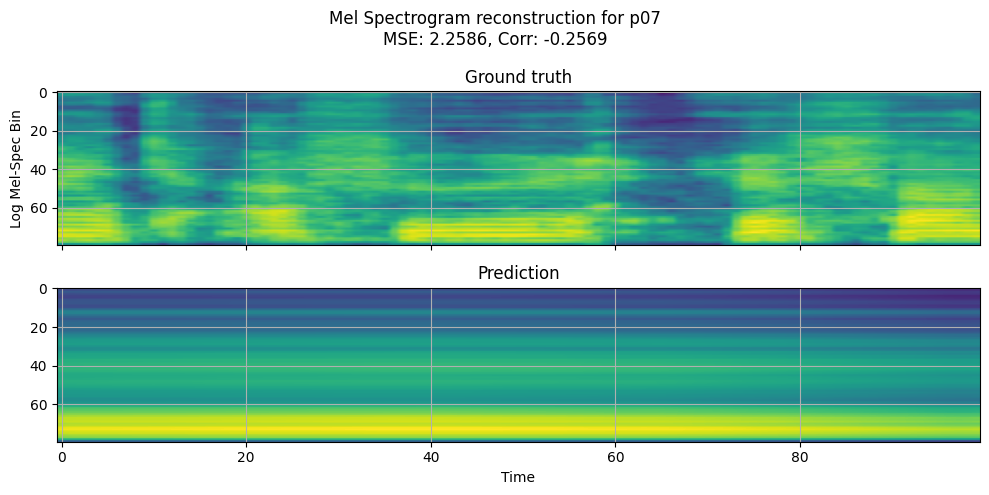 Mel Spectrogram reconstruction for p07
MSE: 2.2586, Corr: -0.2569
Ground truth
Log Mel-Spec Bin
0
20
40
60
Prediction
0
20
40
60
0 20 40 60 80
Time